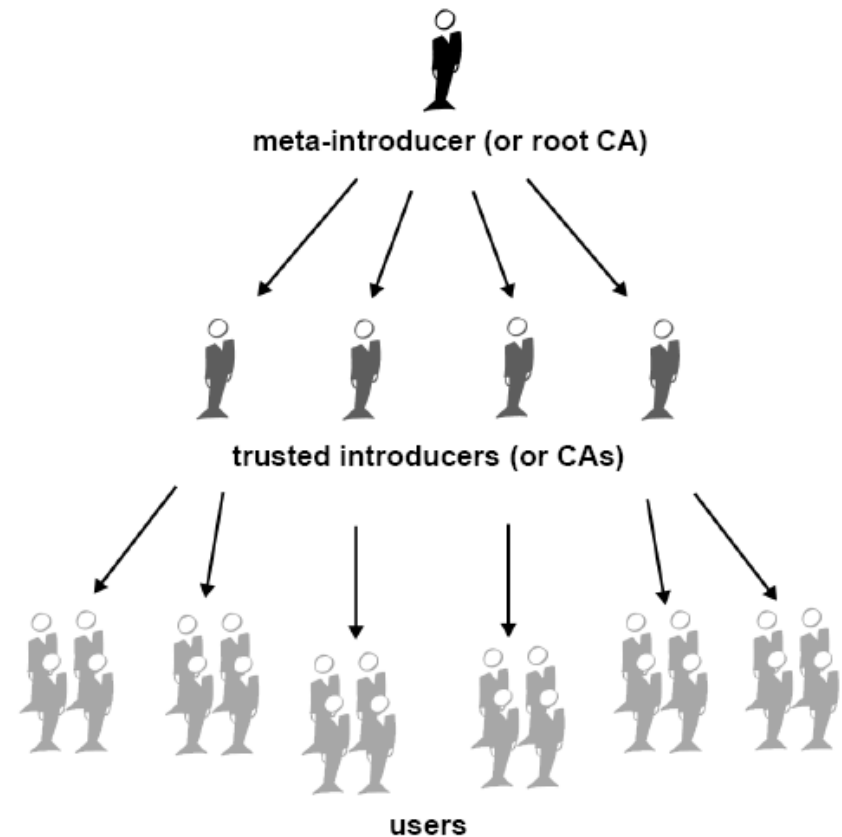 meta-introducer (or root CA)
trusted introducers (or CAs)
users